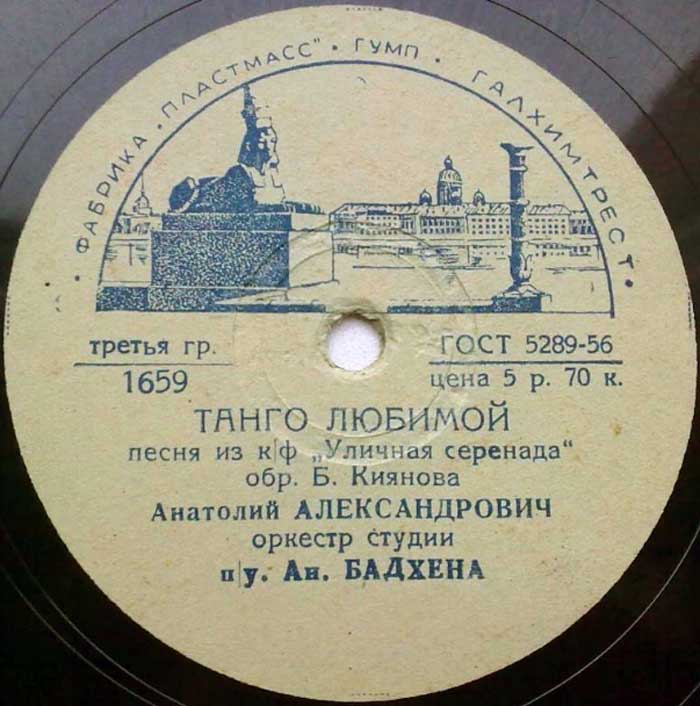 · ФАБРИКА „ПЛАСТМАСС“ · ГУМП · ГАЛХИМТРЕСТ ·
третья гр.
1659
ГОСТ 5289-56
цена 5 р. 70 к.
ТАНГО ЛЮБИМОЙ
песня из к/ф „Уличная серенада“
обр. Б. Киянова
Анатолий АЛЕКСАНДРОВИЧ
оркестр студии
п/у. Ан. БАДХЕНА